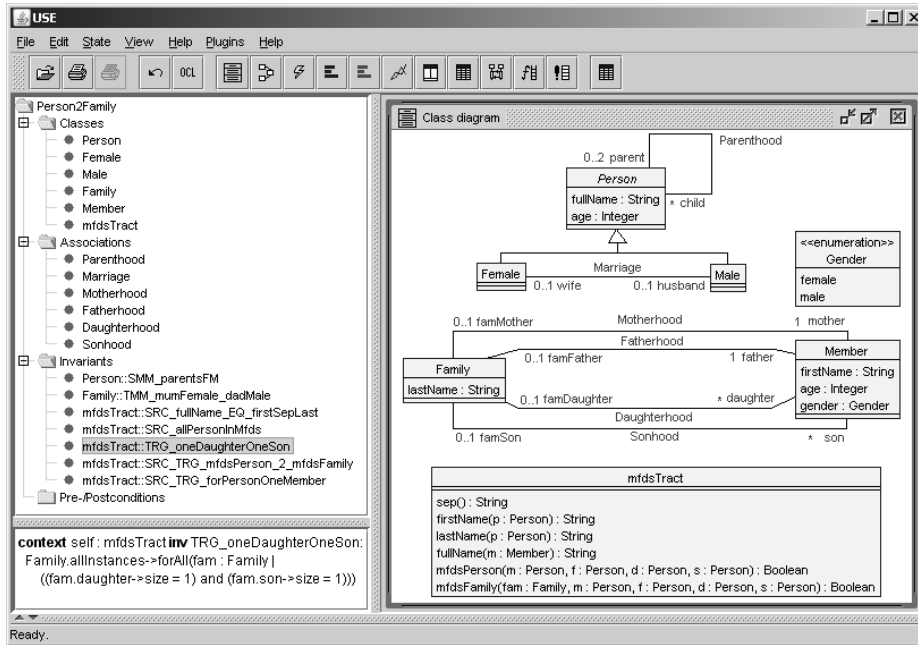 USE
File Edit State View Help Plugins Help
OCL
Person2Family
Classes
Person
Female
Male
Family
Member
mfdsTract
Associations
Parenthood
Marriage
Motherhood
Fatherhood
Daughterhood
Sonhood
Invariants
Person::SMM_parentsFM
Family::TMM_mumFemale_dadMale
mfdsTract::SRC_fullName_EQ_firstSepLast
mfdsTract::SRC_allPersonInMfds
mfdsTract::TRG_oneDaughterOneSon
mfdsTract::SRC_TRG_mfdsPerson_2_mfdsFamily
mfdsTract::SRC_TRG_forPersonOneMember
Pre-/Postconditions
context self : mfdsTract inv TRG_oneDaughterOneSon:
Family.allInstances->forAll(fam : Family |
((fam.daughter->size = 1) and (fam.son->size = 1)))
Class diagram
Parenthood
0..2 parent
Person
fullName : String
age : Integer
* child
Female
Marriage
Male
0..1 wife
0..1 husband
<<enumeration>>
Gender
female
male
0..1 famMother
Motherhood
1 mother
Fatherhood
0..1 famFather
1 father
Family
lastName : String
Member
firstName : String
age : Integer
gender : Gender
0..1 famDaughter
* daughter
Daughterhood
0..1 famSon
Sonhood
* son
mfdsTract
sep() : String
firstName(p : Person) : String
lastName(p : Person) : String
fullName(m : Member) : String
mfdsPerson(m : Person, f : Person, d : Person, s : Person) : Boolean
mfdsFamily(fam : Family, m : Person, f : Person, d : Person, s : Person) : Boolean
Ready.